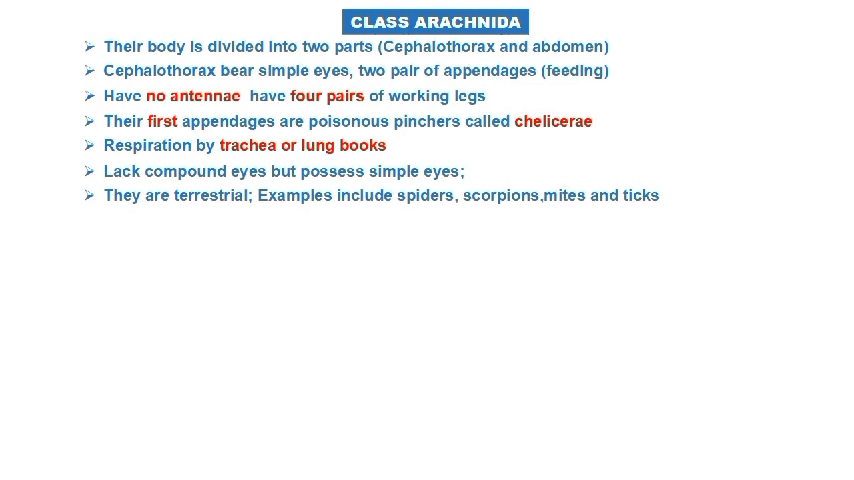 CLASS ARACHNIDA
➢ Their body is divided into two parts (Cephalothorax and abdomen)
➢ Cephalothorax bear simple eyes, two pair of appendages (feeding)
➢ Have no antennae have four pairs of working legs
➢ Their first appendages are poisonous pinchers called chelicerae
➢ Respiration by trachea or lung books
➢ Lack compound eyes but possess simple eyes;
➢ They are terrestrial; Examples include spiders, scorpions,mites and ticks